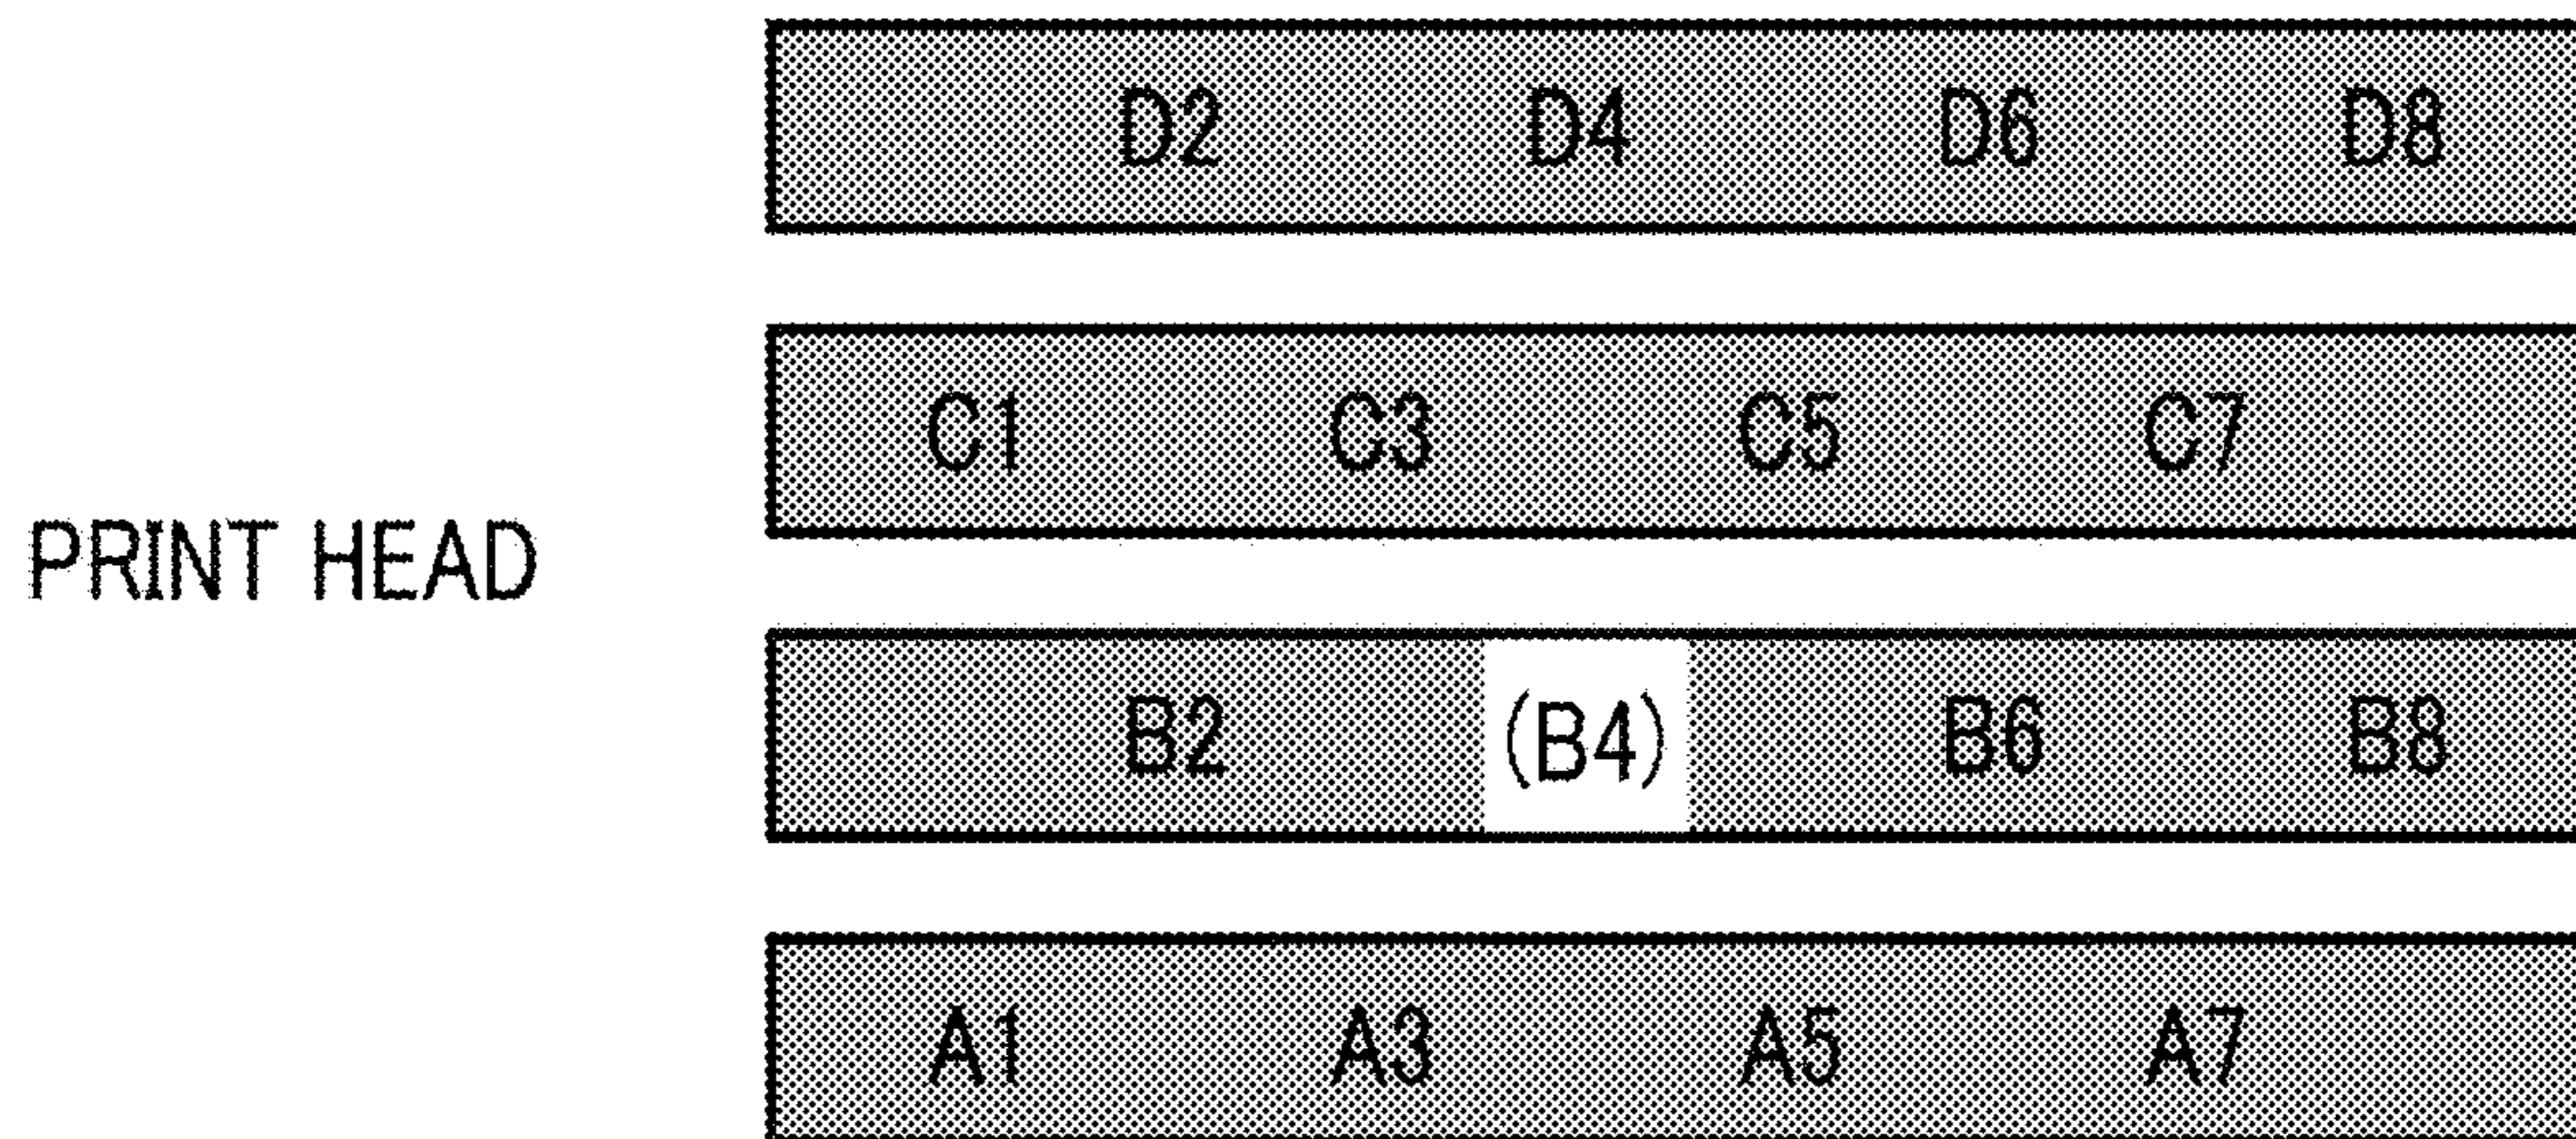 D2 D4 D6 D8
C1 C3 C5 C7
PRINT HEAD
B2 (B4) B6 B8
A1 A3 A5 A7